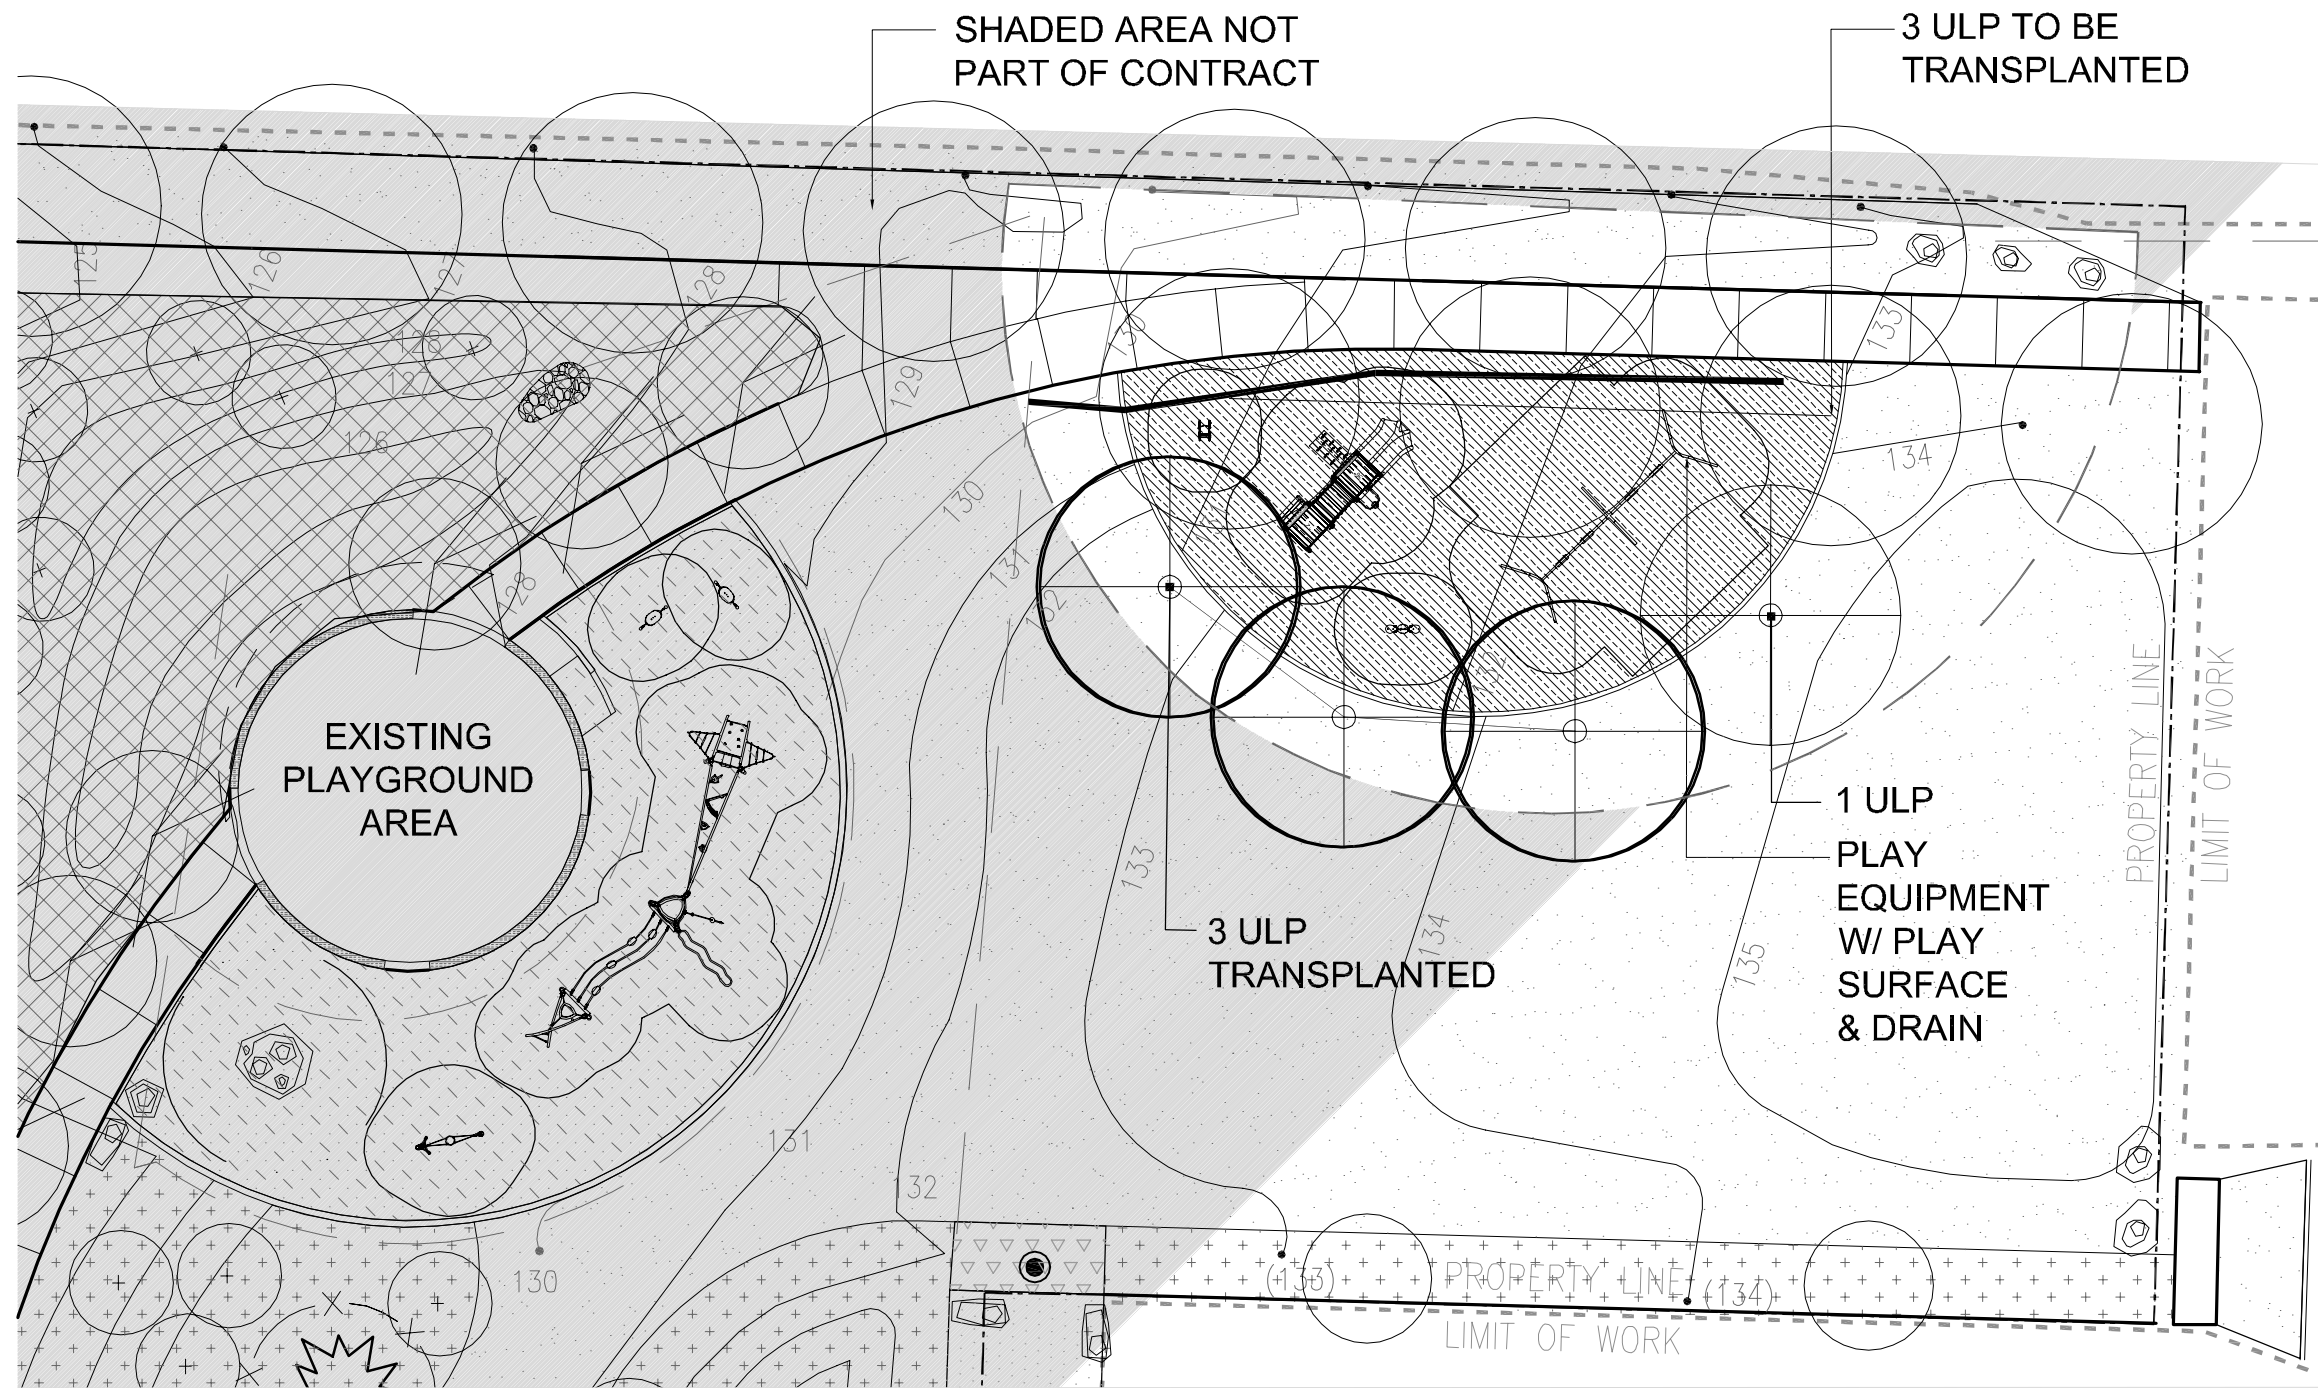 SHADED AREA NOT
PART OF CONTRACT
3 ULP TO BE
TRANSPLANTED
125
126
127
128
128
127
126
129
130
133
134
130
131
132
128
EXISTING
PLAYGROUND
AREA
PROPERTY LINE
LIMIT OF WORK
1 ULP
PLAY
EQUIPMENT
W/ PLAY
SURFACE
& DRAIN
133
134
135
3 ULP
TRANSPLANTED
131
132
130
(133)
PROPERTY LINE
(134)
LIMIT OF WORK